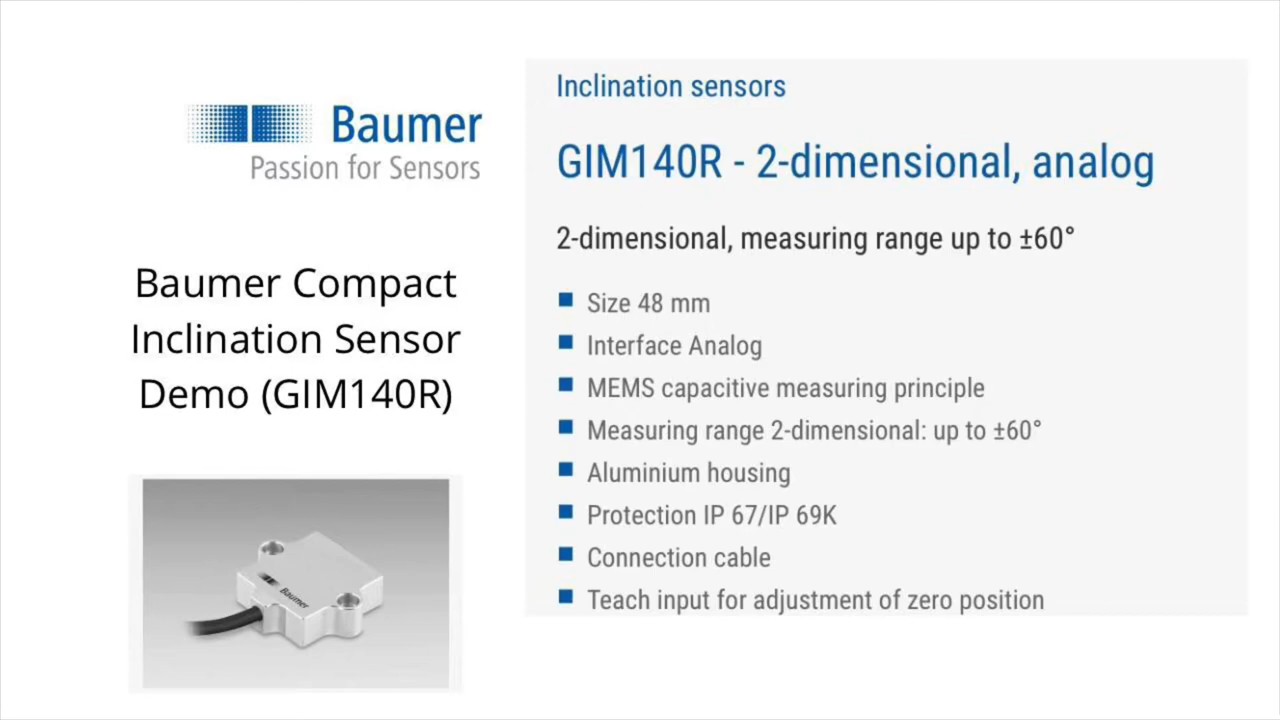 Baumer
Passion for Sensors
Baumer Compact
Inclination Sensor
Demo (GIM140R)
Baumer
Inclination sensors
GIM140R - 2-dimensional, analog
2-dimensional, measuring range up to ±60°
Size 48 mm
Interface Analog
MEMS capacitive measuring principle
Measuring range 2-dimensional: up to ±60°
Aluminium housing
Protection IP 67/IP 69K
Connection cable
Teach input for adjustment of zero position